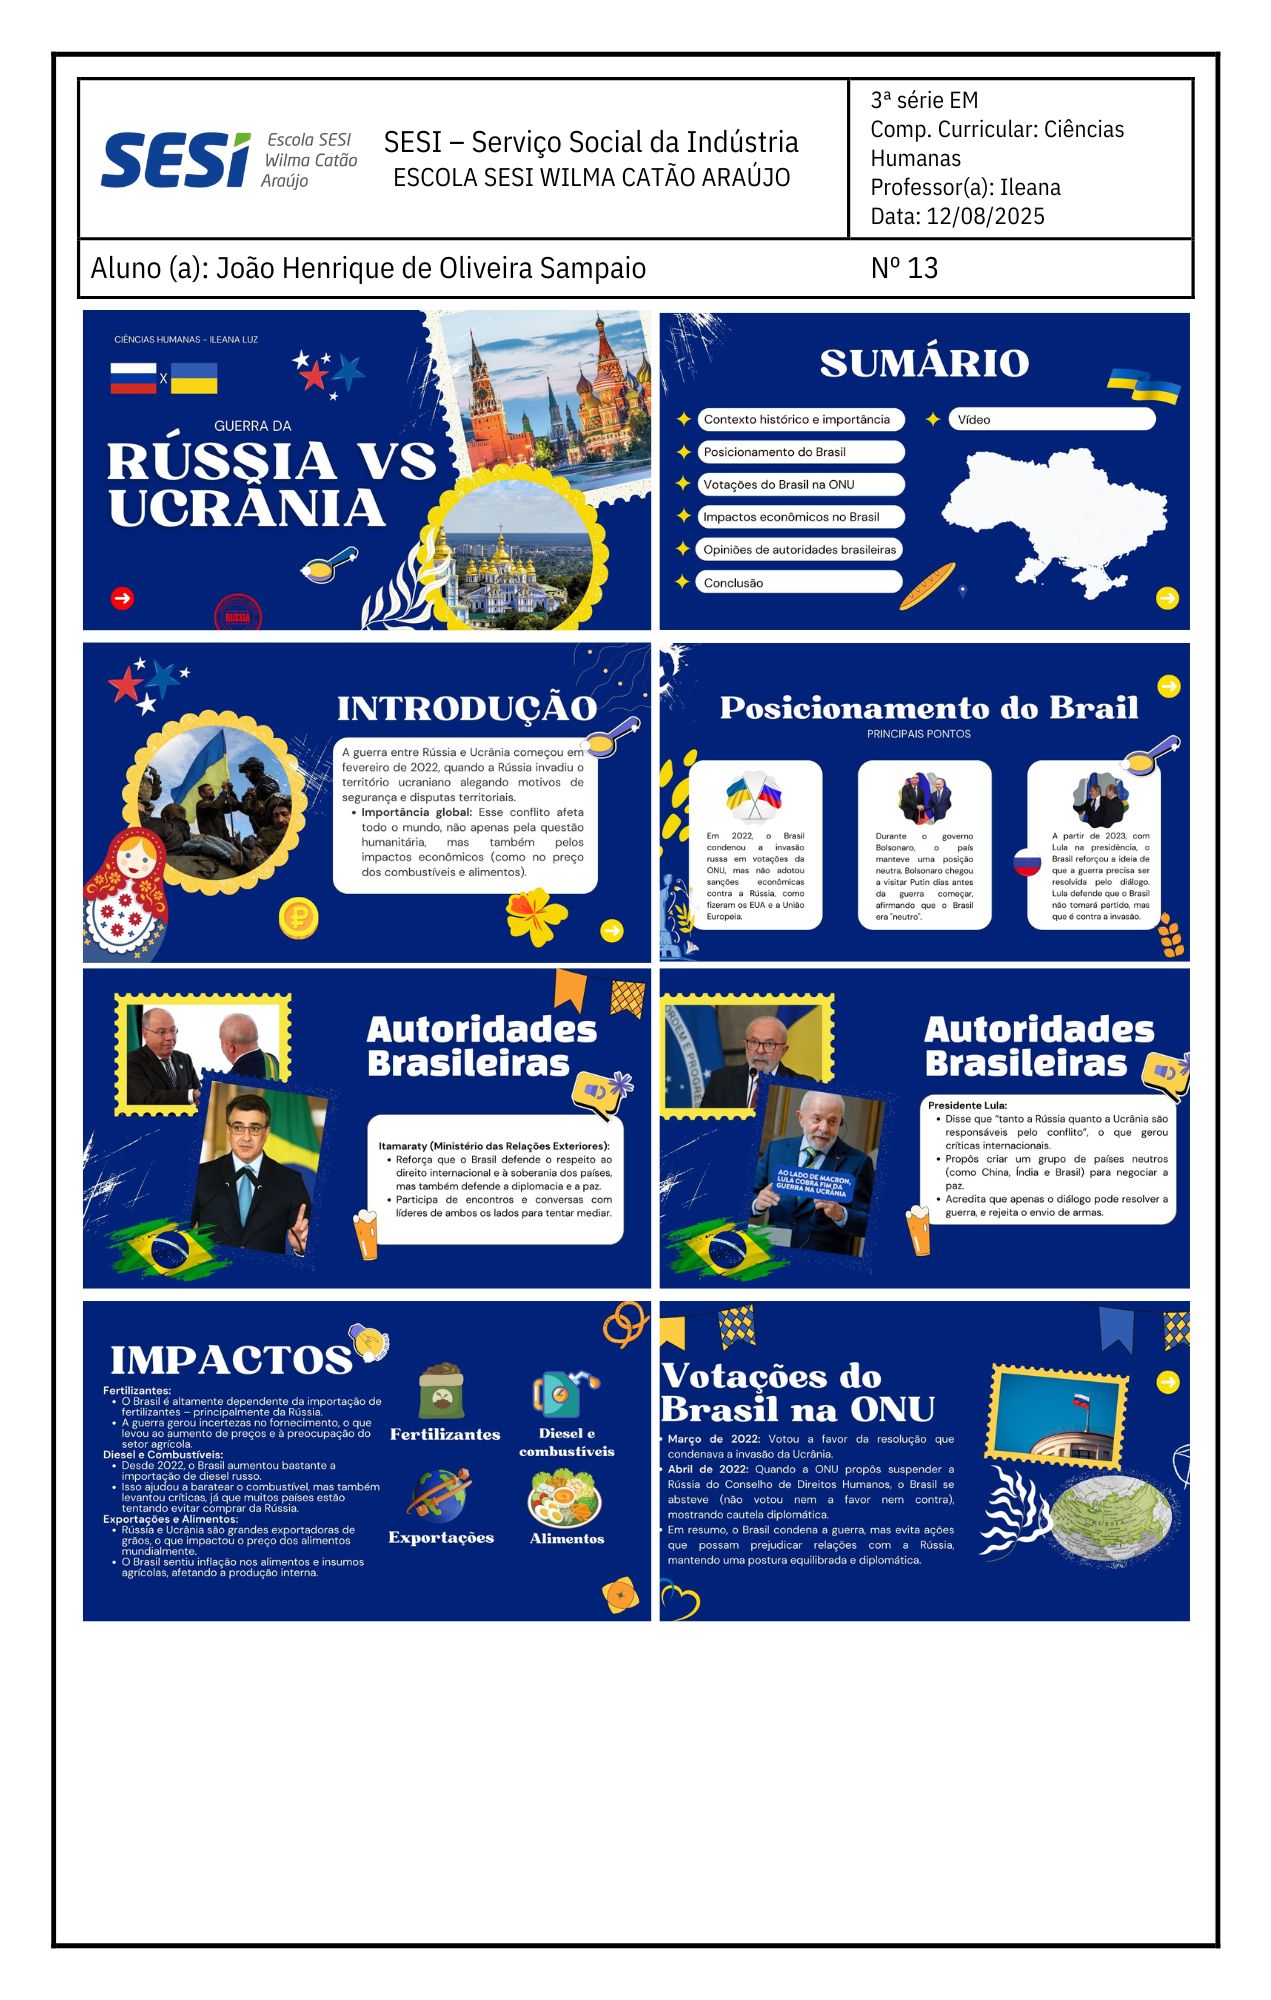 SESI
Escola SESI
Wilma Catão
Araújo
SESI – Serviço Social da Indústria
ESCOLA SESI WILMA CATÃO ARAÚJO
3ª série EM
Comp. Curricular: Ciências
Humanas
Professor(a): Ileana
Data: 12/08/2025
Aluno (a): João Henrique de Oliveira Sampaio
Nº 13
CIÊNCIAS HUMANAS - ILEANA LUZ
X
GUERRA DA
RÚSSIA VS
UCRÂNIA
RUSSIA
SUMÁRIO
Contexto histórico e importância
Posicionamento do Brasil
Votações do Brasil na ONU
Impactos econômicos no Brasil
Opiniões de autoridades brasileiras
Conclusão
Vídeo
INTRODUÇÃO
A guerra entre Rússia e Ucrânia começou em
fevereiro de 2022, quando a Rússia invadiu o
território ucraniano alegando motivos de
segurança e disputas territoriais.
• Importância global: Esse conflito afeta
todo o mundo, não apenas pela questão
humanitária, mas também pelos
impactos econômicos (como no preço
dos combustíveis e alimentos).
Posicionamento do Brail
PRINCIPAIS PONTOS
Em 2022, o Brasil
condenou a invasão
russa em votações da
ONU, mas não adotou
sanções econômicas
contra a Rússia, como
fizeram os EUA e a União
Europeia.
Durante o governo
Bolsonaro, o país
manteve uma posição
neutra. Bolsonaro chegou
a visitar Putin dias antes
da guerra começar,
afirmando que o Brasil
era "neutro".
A partir de 2023, com
Lula na presidência, o
Brasil reforçou a ideia de
que a guerra precisa ser
resolvida pelo diálogo.
Lula defende que o Brasil
não tomará partido, mas
que é contra a invasão.
Autoridades
Brasileiras
Itamaraty (Ministério das Relações Exteriores):
• Reforça que o Brasil defende o respeito ao
direito internacional e à soberania dos países,
mas também defende a diplomacia e a paz.
• Participa de encontros e conversas com
líderes de ambos os lados para tentar mediar.
ORDEM E PROGRES
AO LADO DE MACRON,
LULA COBRA FIM DA
GUERRA NA UCRÂNIA
Autoridades
Brasileiras
Presidente Lula:
• Disse que “tanto a Rússia quanto a Ucrânia são
responsáveis pelo conflito”, o que gerou
críticas internacionais.
• Propôs criar um grupo de países neutros
(como China, Índia e Brasil) para negociar a
paz.
• Acredita que apenas o diálogo pode resolver a
guerra, e rejeita o envio de armas.
IMPACTOS
Fertilizantes:
• O Brasil é altamente dependente da importação de
fertilizantes – principalmente da Rússia.
• A guerra gerou incertezas no fornecimento, o que
levou ao aumento de preços e à preocupação do
setor agrícola.
Diesel e Combustíveis:
• Desde 2022, o Brasil aumentou bastante a
importação de diesel russo.
• Isso ajudou a baratear o combustível, mas também
levantou críticas, já que muitos países estão
tentando evitar comprar da Rússia.
Exportações e Alimentos:
• Rússia e Ucrânia são grandes exportadoras de
grãos, o que impactou o preço dos alimentos
mundialmente.
• O Brasil sentiu inflação nos alimentos e insumos
agrícolas, afetando a produção interna.
Fertilizantes
Diesel e
combustíveis
Exportações
Alimentos
Votações do
Brasil na ONU
• Março de 2022: Votou a favor da resolução que
condenava a invasão da Ucrânia.
• Abril de 2022: Quando a ONU propôs suspender a
Rússia do Conselho de Direitos Humanos, o Brasil se
absteve (não votou nem a favor nem contra),
mostrando cautela diplomática.
• Em resumo, o Brasil condena a guerra, mas evita ações
que possam prejudicar relações com a Rússia,
mantendo uma postura equilibrada e diplomática.
RUSSIA